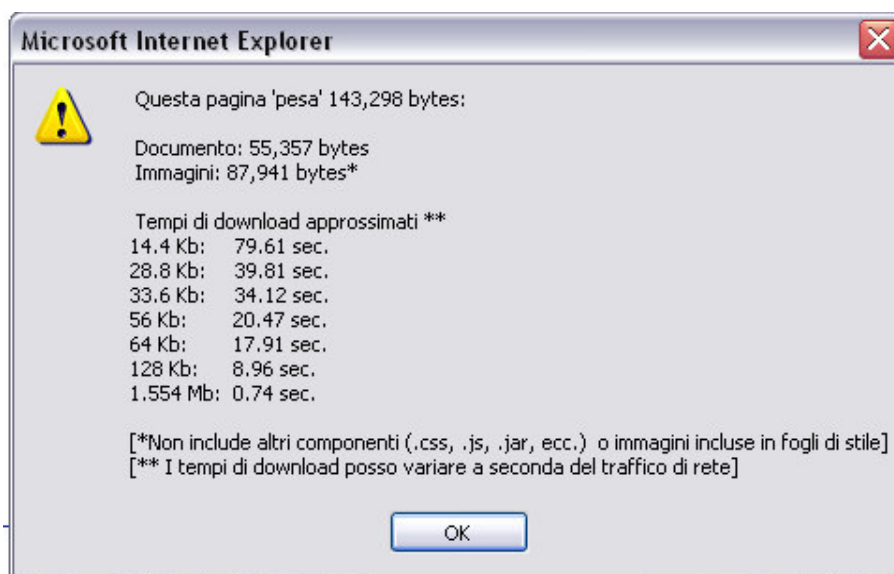 Microsoft Internet Explorer
Questa pagina 'pesa' 143,298 bytes:
Documento: 55,357 bytes
Immagini: 87,941 bytes*
Tempi di download approssimati **
14.4 Kb: 79.61 sec.
28.8 Kb: 39.81 sec.
33.6 Kb: 34.12 sec.
56 Kb: 20.47 sec.
64 Kb: 17.91 sec.
128 Kb: 8.96 sec.
1.554 Mb: 0.74 sec.
[*Non include altri componenti (.css, .js, .jar, ecc.) o immagini incluse in fogli di stile]
[** I tempi di download posso variare a seconda del traffico di rete]
OK